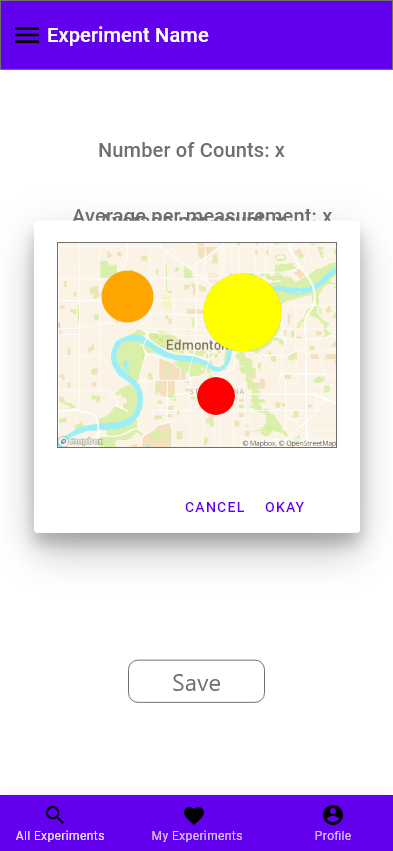 Experiment Name
Number of Counts: x
Average per measurement: x
Edmonton
mapbox
© Mapbox, © OpenStreetMap
CANCEL OKAY
Save
All Experiments My Experiments Profile